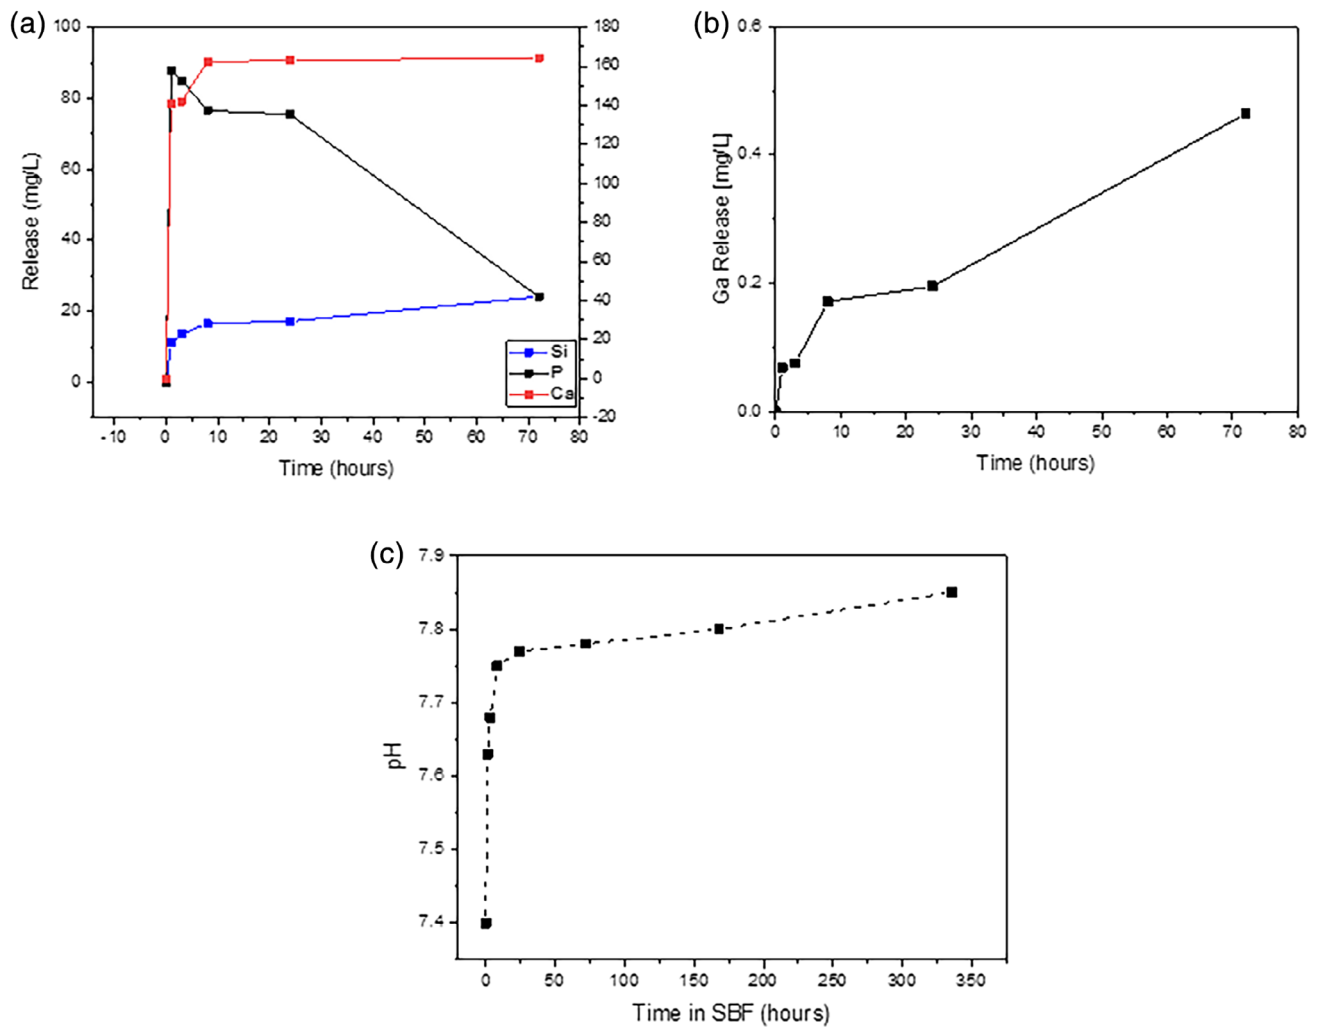 (a)
100
80
60
40
20
0
Release (mg/L)
180
160
140
120
100
80
60
40
20
0
-20
Si
P
Ca
-10 0 10 20 30 40 50 60 70 80
Time (hours)
(b)
0.6
0.4
0.2
0.0
Ga Release [mg/L]
0 10 20 30 40 50 60 70 80
Time (hours)
(c)
7.9
7.8
7.7
7.6
7.5
7.4
pH
0 50 100 150 200 250 300 350
Time in SBF (hours)